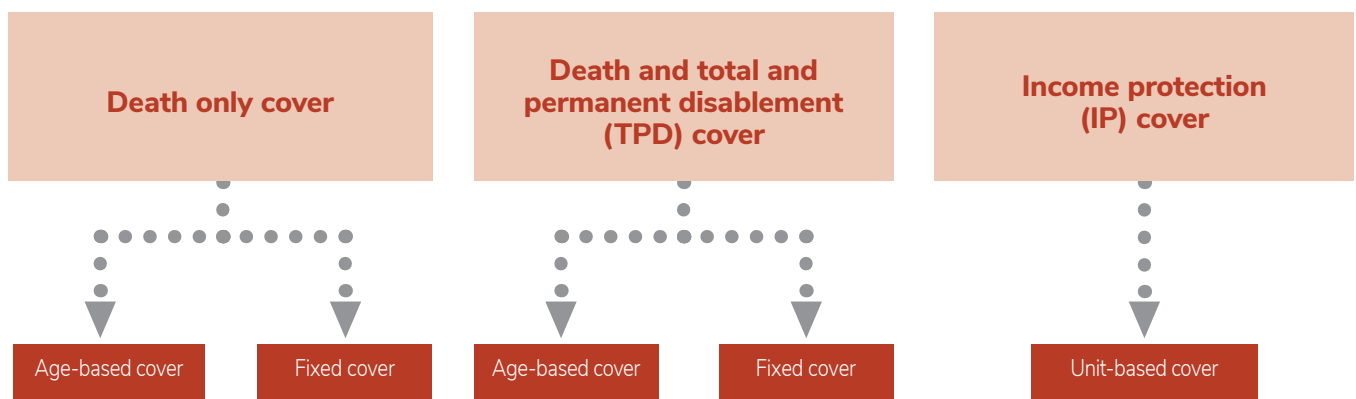 Death only cover
Death and total and
permanent disablement
(TPD) cover
Income protection
(IP) cover
Age-based cover
Fixed cover
Age-based cover
Fixed cover
Unit-based cover